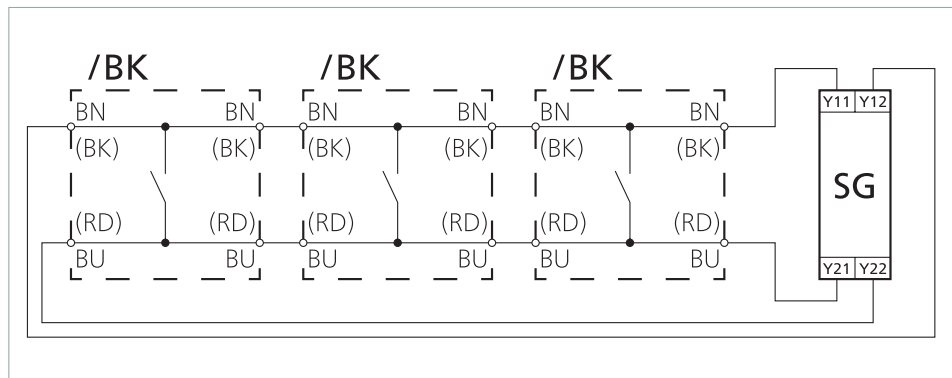 /BK /BK /BK
BN BN BN BN BN BN Y11 Y12
(BK) (BK) (BK) (BK) (BK) (BK)
SG
(RD) (RD) (RD) (RD) (RD) (RD)
BU BU BU BU BU BU Y21 Y22